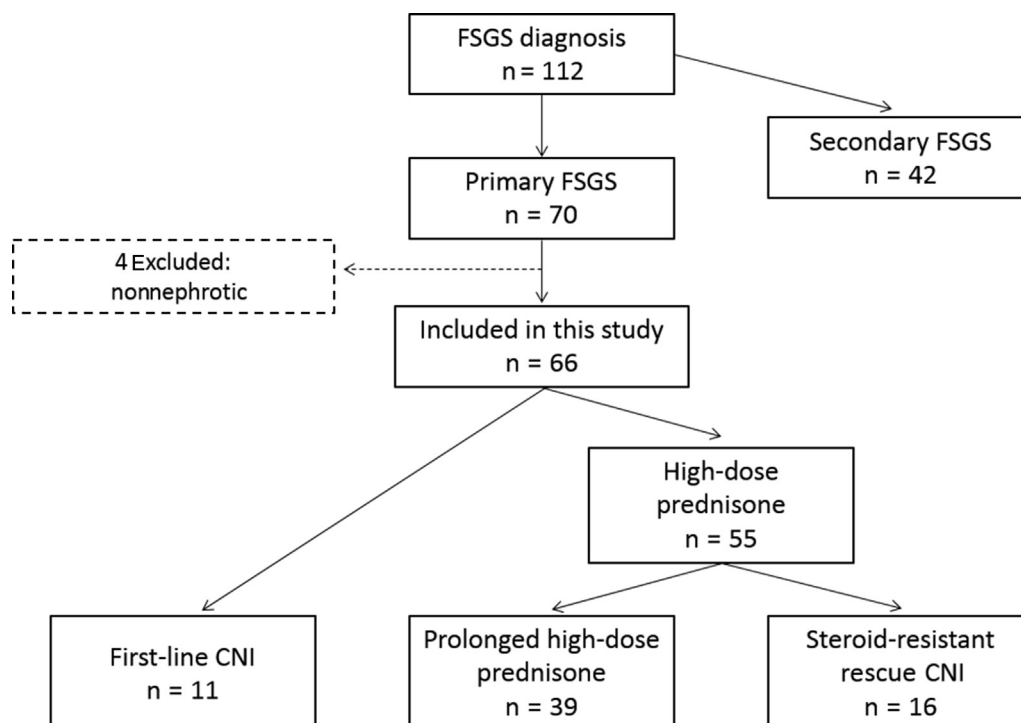 FSGS diagnosis
n = 112
Secondary FSGS
n = 42
Primary FSGS
n = 70
4 Excluded:
nonnephrotic
Included in this study
n = 66
High-dose
prednisone
n = 55
First-line CNI
n = 11
Prolonged high-dose
prednisone
n = 39
Steroid-resistant
rescue CNI
n = 16